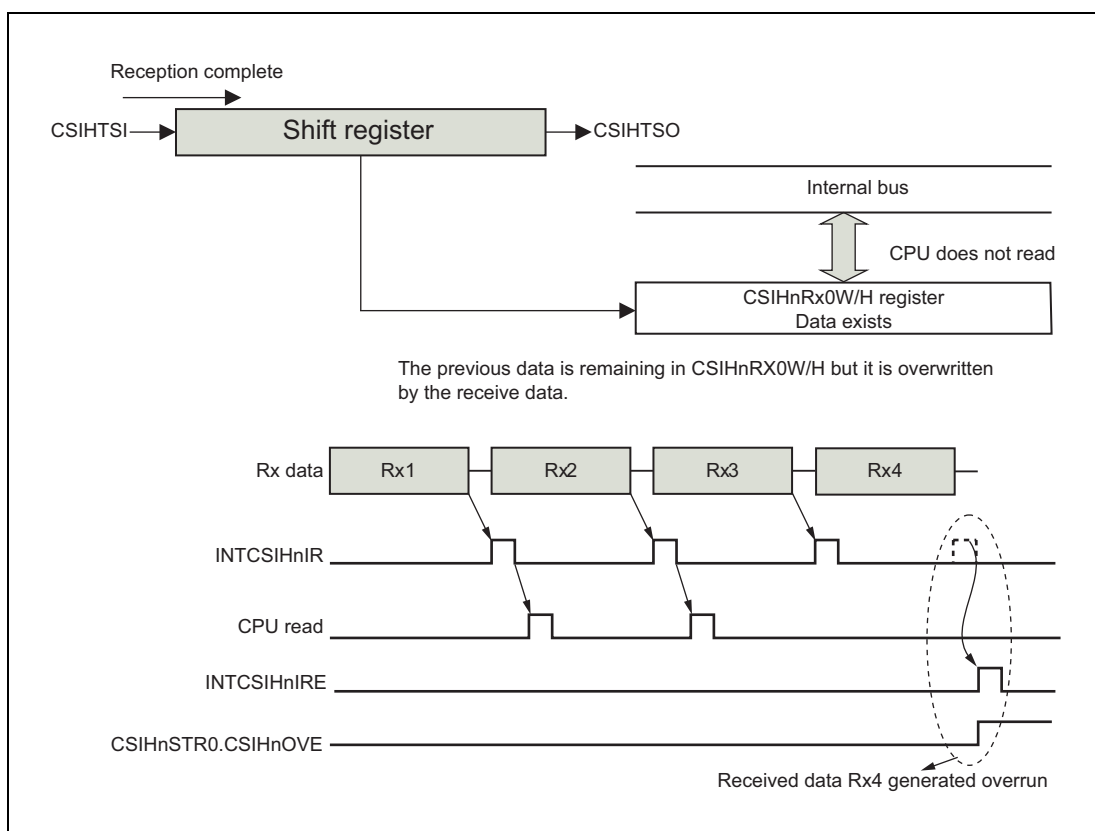 Reception complete
CSIHTSI
Shift register
CSIHTSO
Internal bus
CPU does not read
CSIHnRx0W/H register
Data exists
The previous data is remaining in CSIHnRX0W/H but it is overwritten
by the receive data.
Rx data
Rx1
Rx2
Rx3
Rx4
INTCSIHnIR
CPU read
INTCSIHnIRE
CSIHnSTR0.CSIHnOVE
Received data Rx4 generated overrun